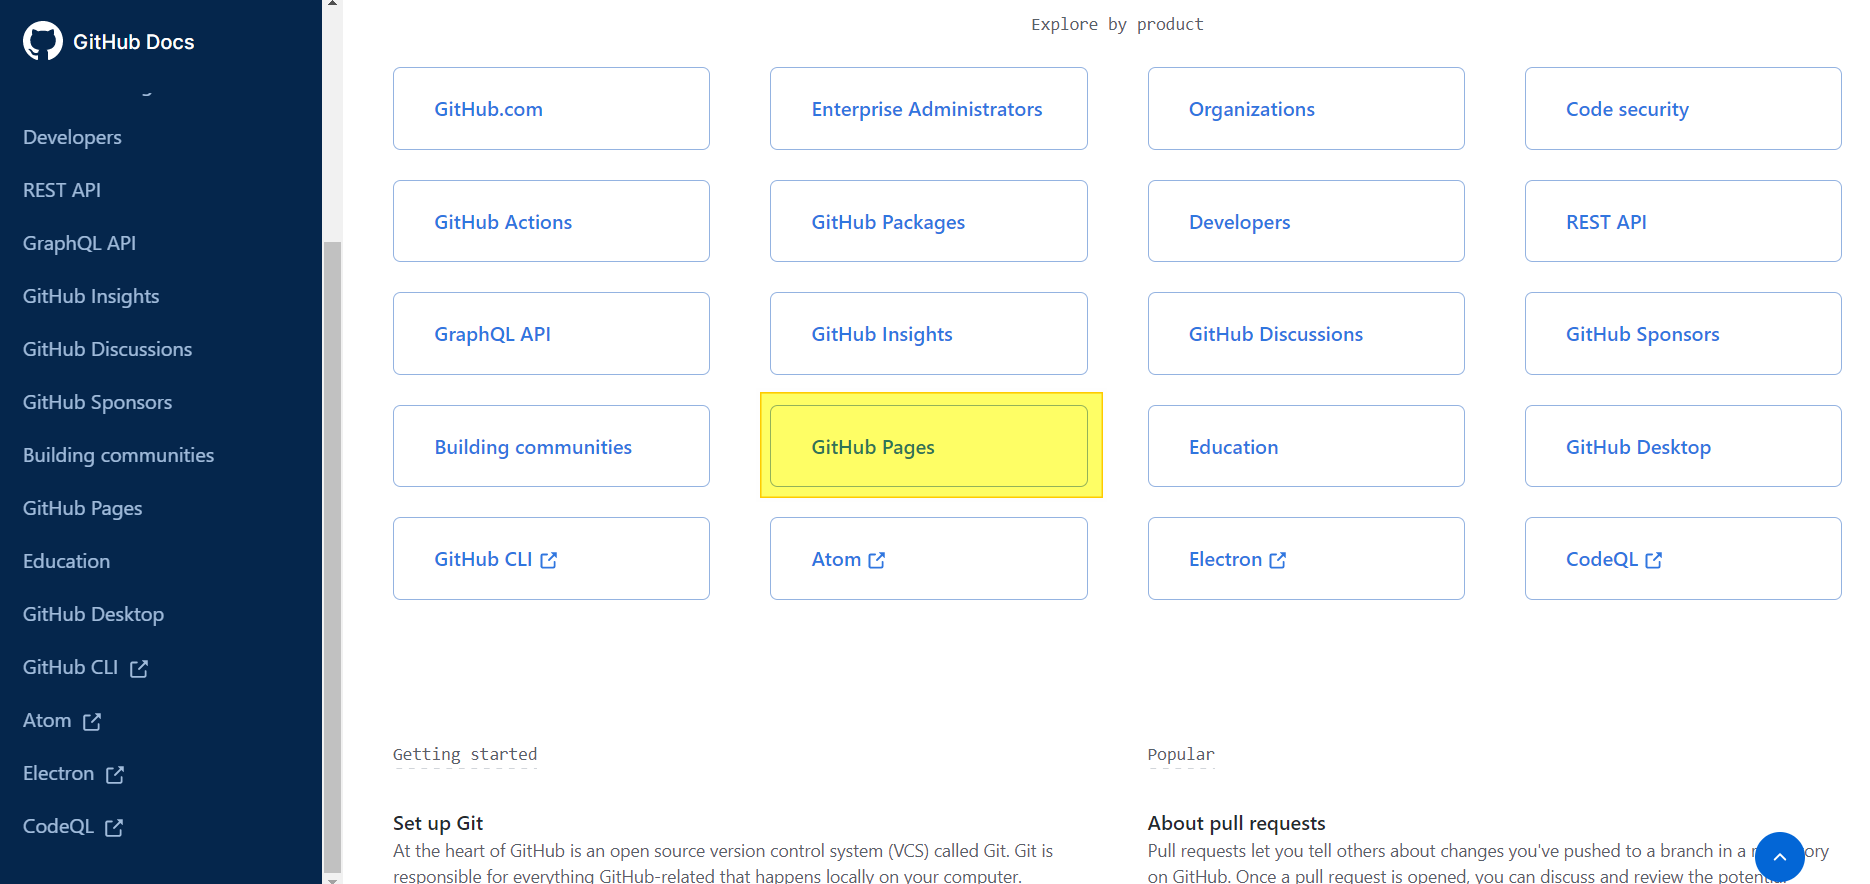 GitHub Docs
Developers
REST API
GraphQL API
GitHub Insights
GitHub Discussions
GitHub Sponsors
Building communities
GitHub Pages
Education
GitHub Desktop
GitHub CLI
Atom
Electron
CodeQL
Explore by product
GitHub.com
Enterprise Administrators
Organizations
Code security
GitHub Actions
GitHub Packages
Developers
REST API
GraphQL API
GitHub Insights
GitHub Discussions
GitHub Sponsors
Building communities
GitHub Pages
Education
GitHub Desktop
GitHub CLI
Atom
Electron
CodeQL
Getting started
Set up Git
At the heart of GitHub is an open source version control system (VCS) called Git. Git is
responsible for everything GitHub-related that happens locally on your computer.
Popular
About pull requests
Pull requests let you tell others about changes you've pushed to a branch in a
on GitHub. Once a pull request is opened, you can discuss and review the